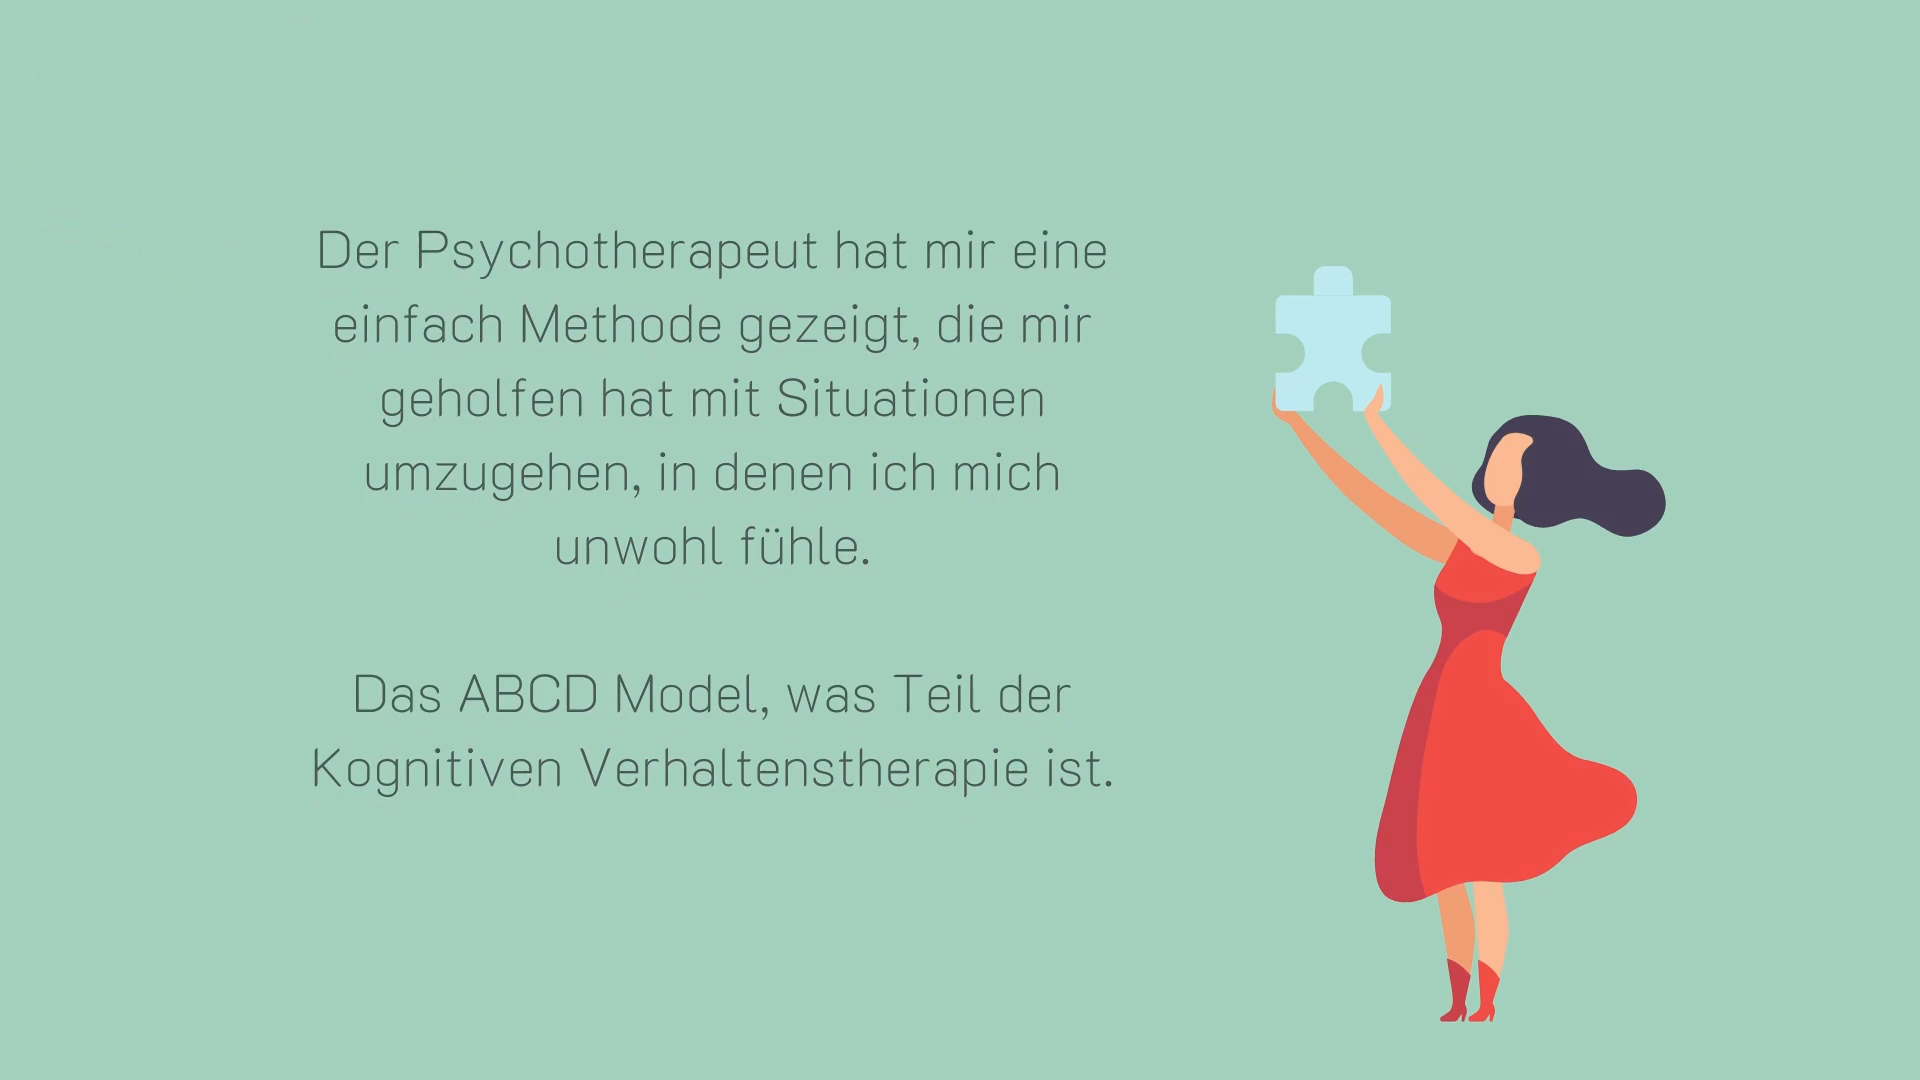 Der Psychotherapeut hat mir eine
einfach Methode gezeigt, die mir
geholfen hat mit Situationen
umzugehen, in denen ich mich
unwohl fühle.
Das ABCD Model, was Teil der
Kognitiven Verhaltenstherapie ist.